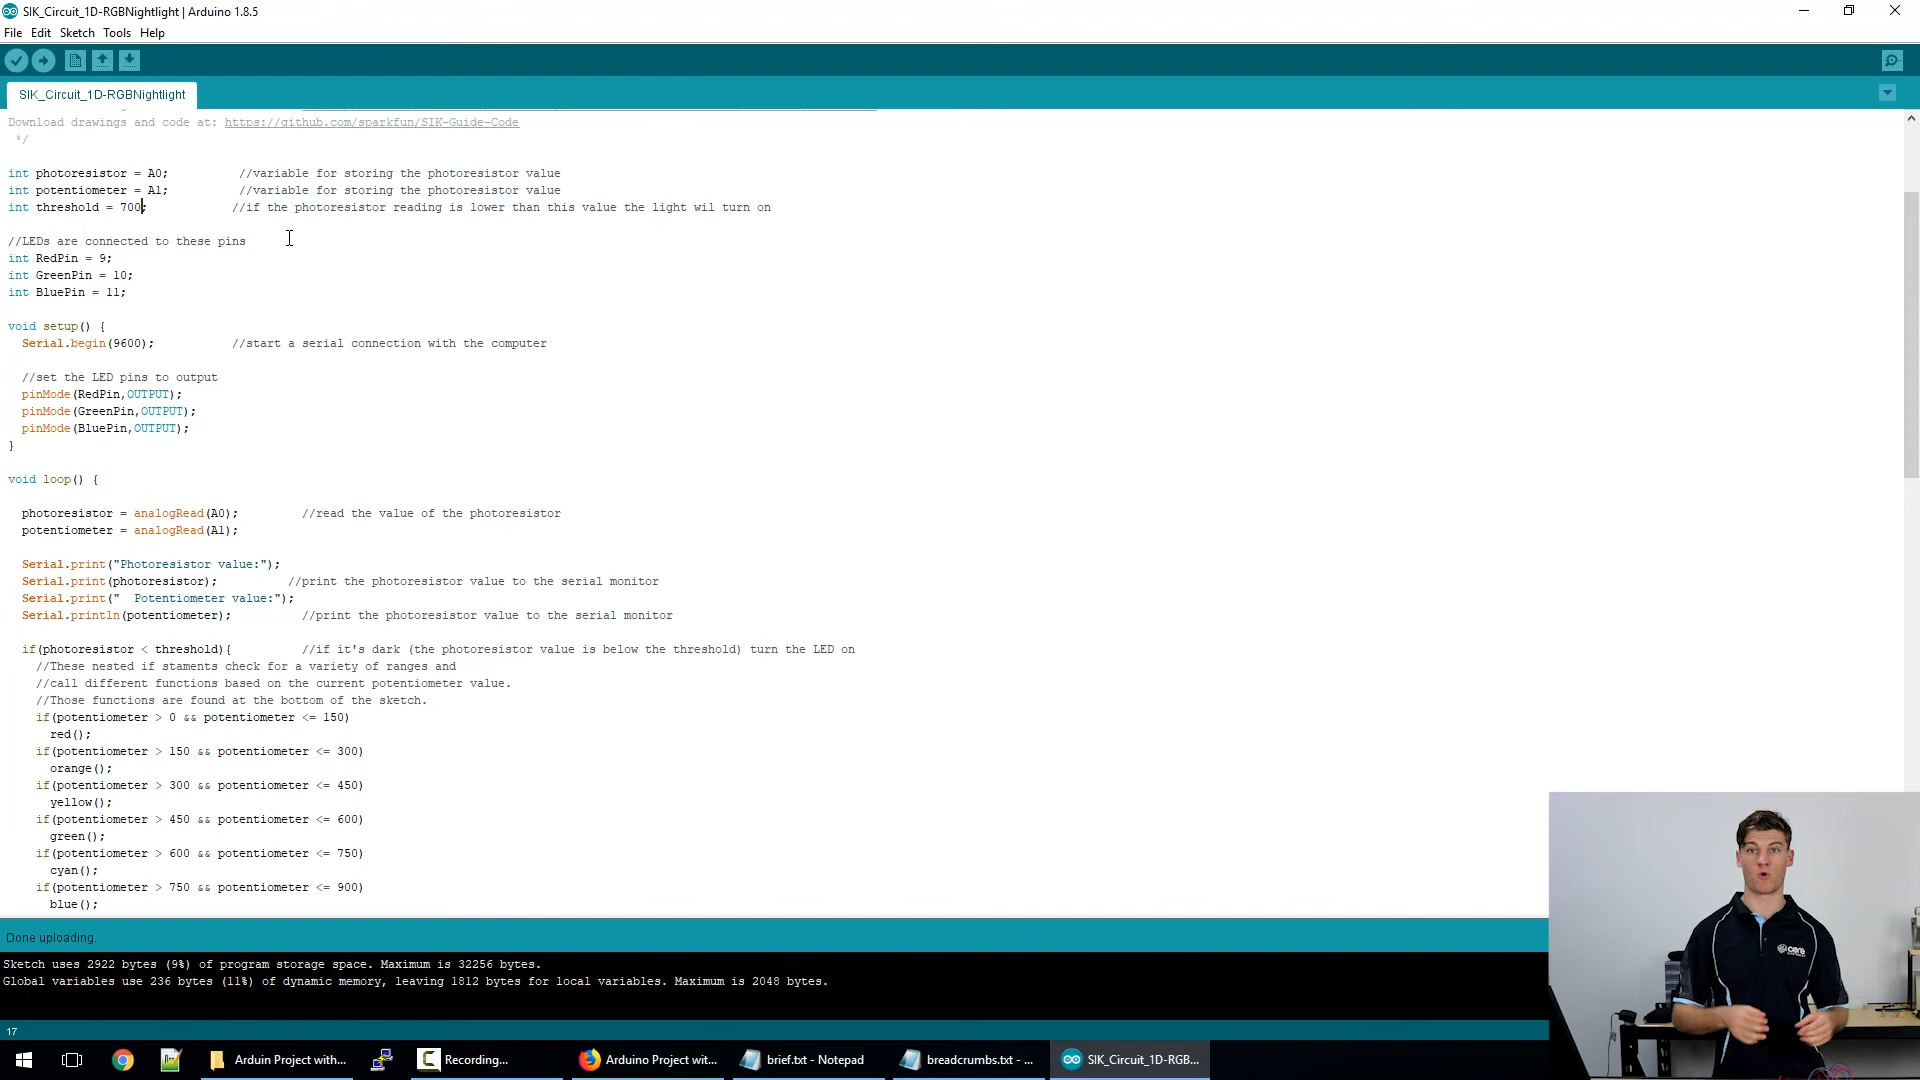 SIK_Circuit_1D-RGBNightlight | Arduino 1.8.5
File Edit Sketch Tools Help
SIK_Circuit_1D-RGBNightlight
Download drawings and code at: https://github.com/sparkfun/SIK-Guide-Code
*/
int photoresistor = A0; //variable for storing the photoresistor value
int potentiometer = A1; //variable for storing the photoresistor value
int threshold = 700; //if the photoresistor reading is lower than this value the light wil turn on
//LEDs are connected to these pins
int RedPin = 9;
int GreenPin = 10;
int BluePin = 11;
void setup() {
Serial.begin(9600); //start a serial connection with the computer
//set the LED pins to output
pinMode(RedPin,OUTPUT);
pinMode(GreenPin,OUTPUT);
pinMode(BluePin,OUTPUT);
}
void loop() {
photoresistor = analogRead(A0); //read the value of the photoresistor
potentiometer = analogRead(A1);
Serial.print("Photoresistor value:");
Serial.print(photoresistor); //print the photoresistor value to the serial monitor
Serial.print("  Potentiometer value:");
Serial.println(potentiometer); //print the photoresistor value to the serial monitor
if(photoresistor < threshold){ //if it's dark (the photoresistor value is below the threshold) turn the LED on
//These nested if staments check for a variety of ranges and
//call different functions based on the current potentiometer value.
//Those functions are found at the bottom of the sketch.
if(potentiometer > 0 && potentiometer <= 150)
red();
if(potentiometer > 150 && potentiometer <= 300)
orange();
if(potentiometer > 300 && potentiometer <= 450)
yellow();
if(potentiometer > 450 && potentiometer <= 600)
green();
if(potentiometer > 600 && potentiometer <= 750)
cyan();
if(potentiometer > 750 && potentiometer <= 900)
blue();
Done uploading.
Sketch uses 2922 bytes (9%) of program storage space. Maximum is 32256 bytes.
Global variables use 236 bytes (11%) of dynamic memory, leaving 1812 bytes for local variables. Maximum is 2048 bytes.
17
Arduin Project with... Recording... Arduino Project wit... brief.txt - Notepad breadcrumbs.txt - ... SIK_Circuit_1D-RGB...